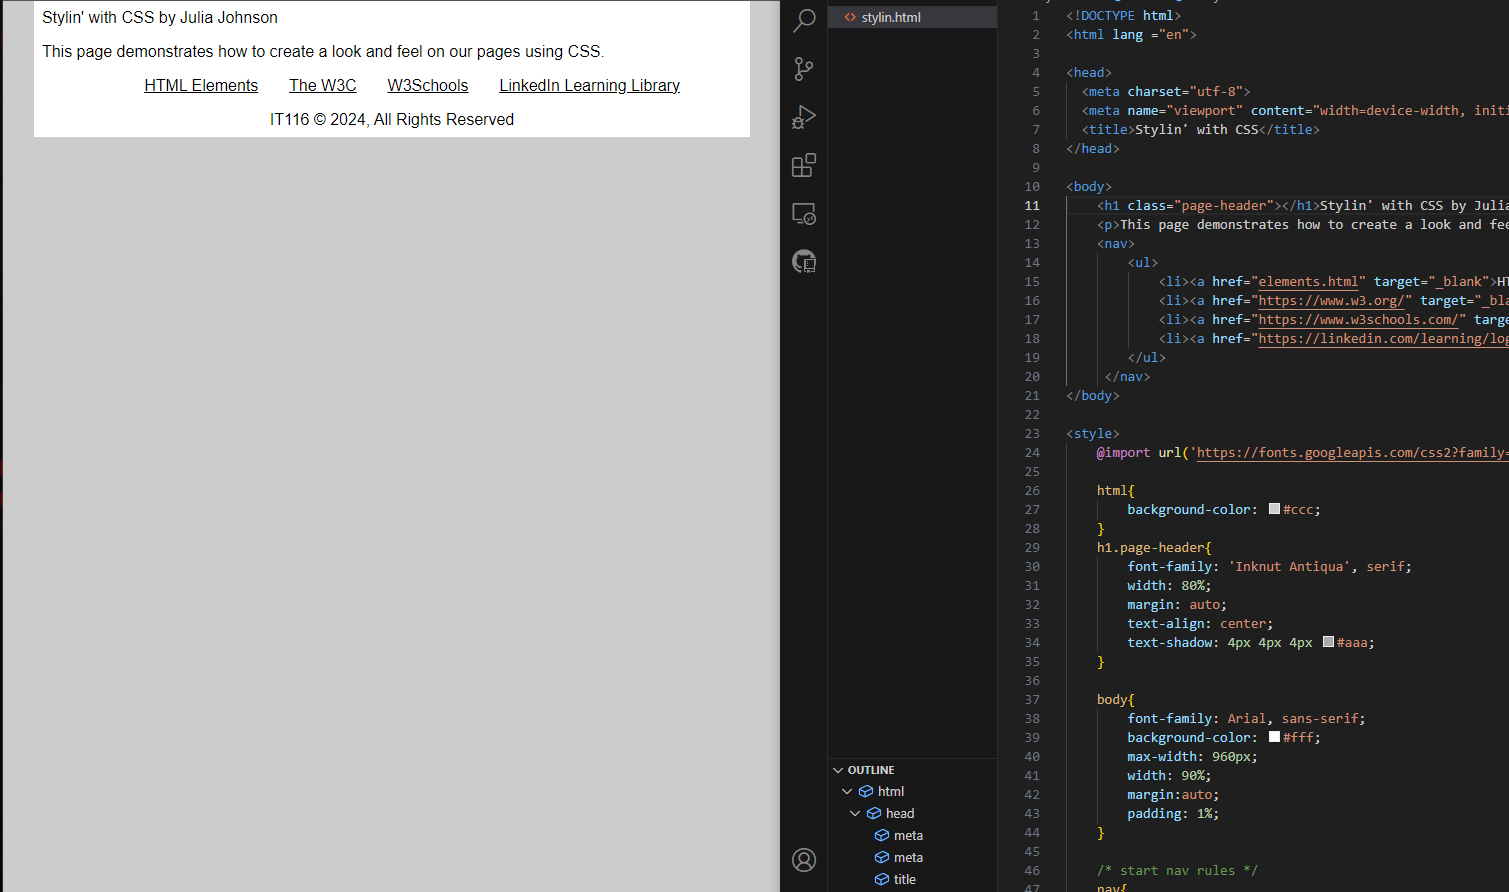 Stylin' with CSS by Julia Johnson
This page demonstrates how to create a look and feel on our pages using CSS.
HTML Elements The W3C W3Schools LinkedIn Learning Library
IT116 © 2024, All Rights Reserved
stylin.html
OUTLINE
html
head
meta
meta
title
1 <!DOCTYPE html>
2 <html lang ="en">
3
4 <head>
5 <meta charset="utf-8">
6 <meta name="viewport" content="width=device-width, initi
7 <title>Stylin' with CSS</title>
8 </head>
9
10 <body>
11 <h1 class="page-header"></h1>Stylin' with CSS by Julia
12 <p>This page demonstrates how to create a look and fee
13 <nav>
14 <ul>
15 <li><a href="elements.html" target="_blank">HT
16 <li><a href="https://www.w3.org/" target="_bla
17 <li><a href="https://www.w3schools.com/" targe
18 <li><a href="https://linkedin.com/learning/log
19 </ul>
20 </nav>
21 </body>
22
23 <style>
24 @import url('https://fonts.googleapis.com/css2?family=
25
26 html{
27 background-color: #ccc;
28 }
29 h1.page-header{
30 font-family: 'Inknut Antiqua', serif;
31 width: 80%;
32 margin: auto;
33 text-align: center;
34 text-shadow: 4px 4px 4px #aaa;
35 }
36
37 body{
38 font-family: Arial, sans-serif;
39 background-color: #fff;
40 max-width: 960px;
41 width: 90%;
42 margin:auto;
43 padding: 1%;
44 }
45
46 /* start nav rules */
47 nav{